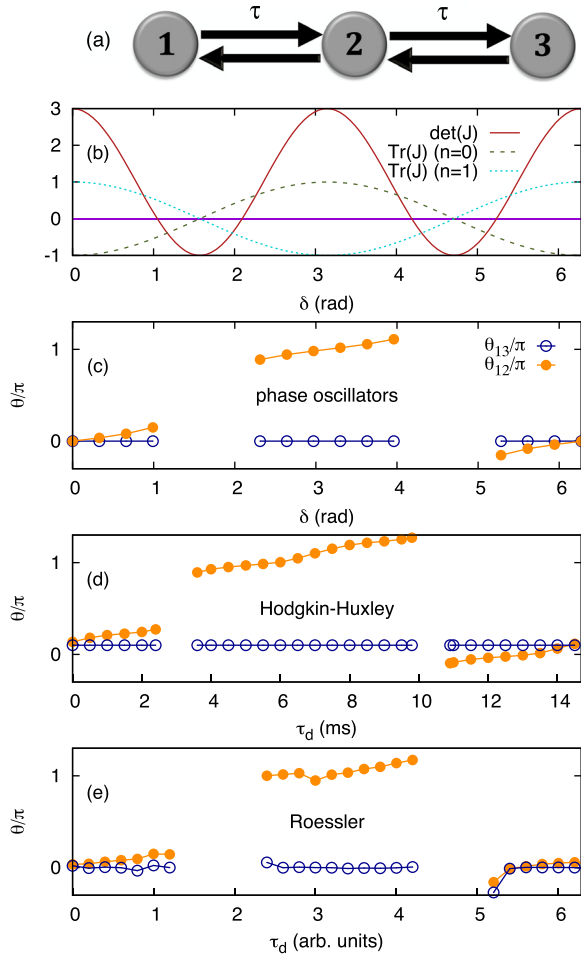 (a)
τ τ
1 2 3
3
2
1
0
-1
(b)
det(J)
Tr(J) (n=0)
Tr(J) (n=1)
0 1 2 3 4 5 6
δ (rad)
θ/π
1
0
(c)
θ13/π
θ12/π
phase oscillators
0 1 2 3 4 5 6
δ (rad)
θ/π
1
0
(d)
Hodgkin-Huxley
0 2 4 6 8 10 12 14
τd (ms)
θ/π
1
0
(e)
Roessler
0 1 2 3 4 5 6
τd (arb. units)